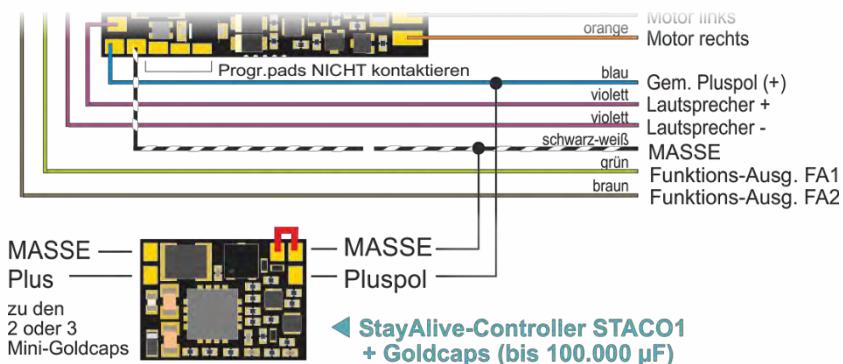 Motor links
orange
Motor rechts
Progr.pads NICHT kontaktieren
blau
Gem. Pluspol (+)
violett
Lautsprecher +
violett
Lautsprecher -
schwarz-weiß
MASSE
grün
Funktions-Ausg. FA1
braun
Funktions-Ausg. FA2
MASSE
MASSE
Plus
Pluspol
zu den
2 oder 3
Mini-Goldcaps
StayAlive-Controller STACO1
+ Goldcaps (bis 100.000 µF)